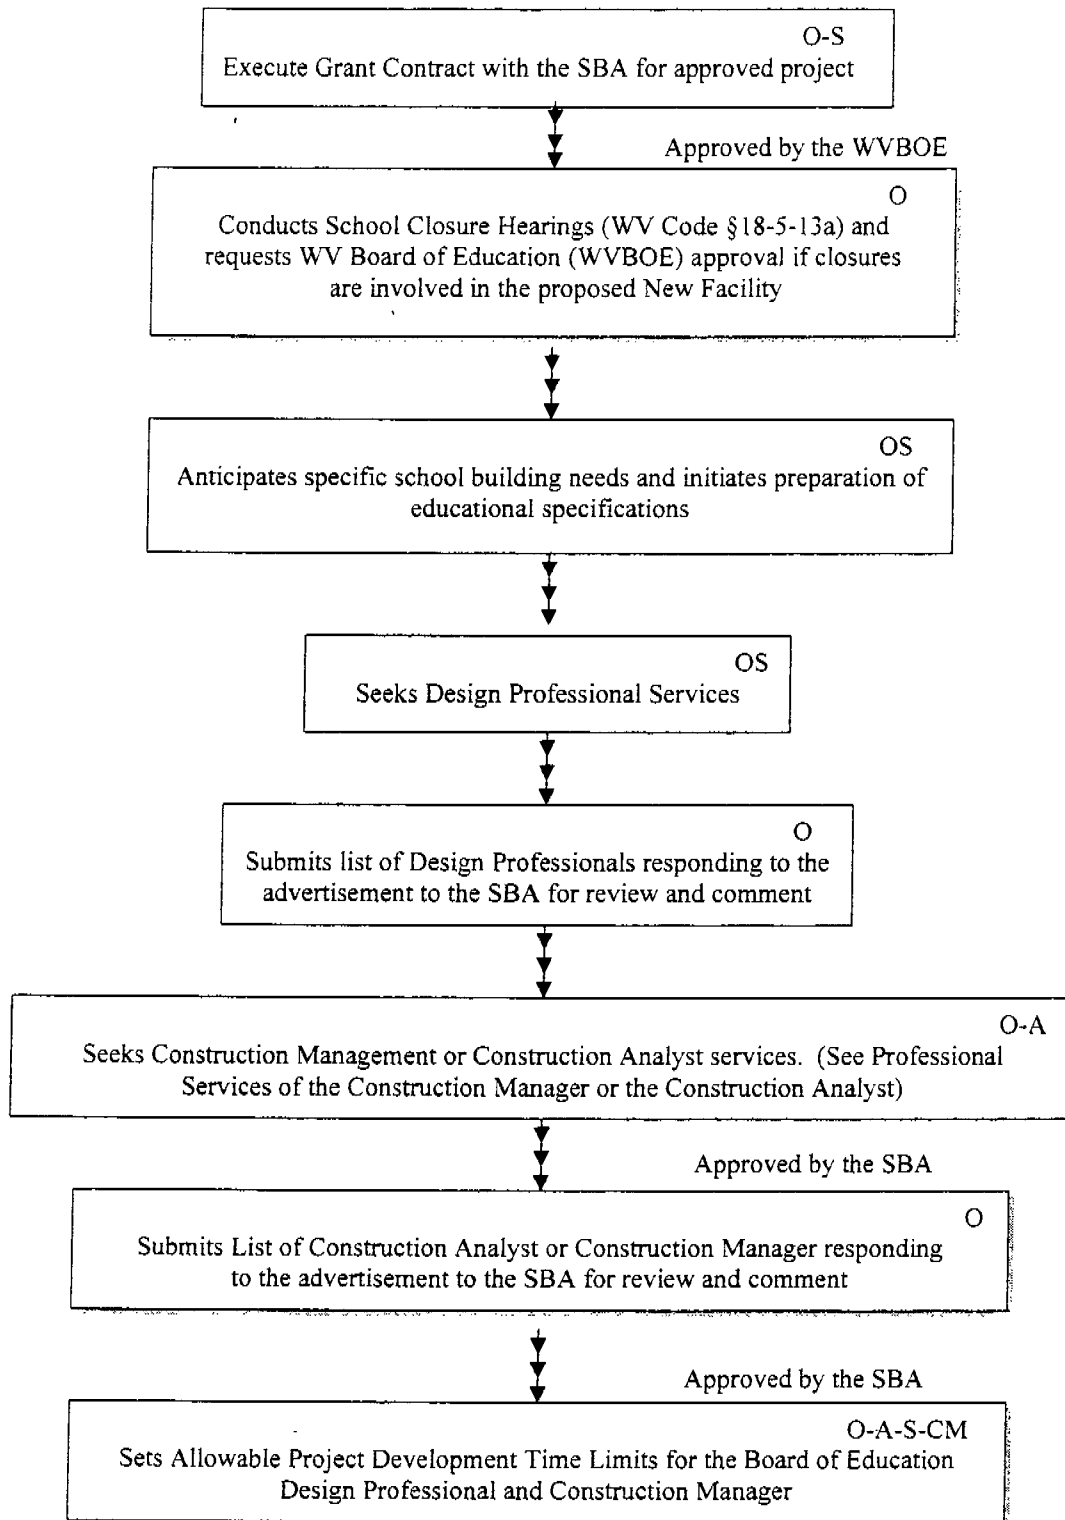 O-S
Execute Grant Contract with the SBA for approved project
Approved by the WVBOE
O
Conducts School Closure Hearings (WV Code §18-5-13a) and
requests WV Board of Education (WVBOE) approval if closures
are involved in the proposed New Facility
OS
Anticipates specific school building needs and initiates preparation of
educational specifications
OS
Seeks Design Professional Services
O
Submits list of Design Professionals responding to the
advertisement to the SBA for review and comment
O-A
Seeks Construction Management or Construction Analyst services. (See Professional
Services of the Construction Manager or the Construction Analyst)
Approved by the SBA
O
Submits List of Construction Analyst or Construction Manager responding
to the advertisement to the SBA for review and comment
Approved by the SBA
O-A-S-CM
Sets Allowable Project Development Time Limits for the Board of Education
Design Professional and Construction Manager